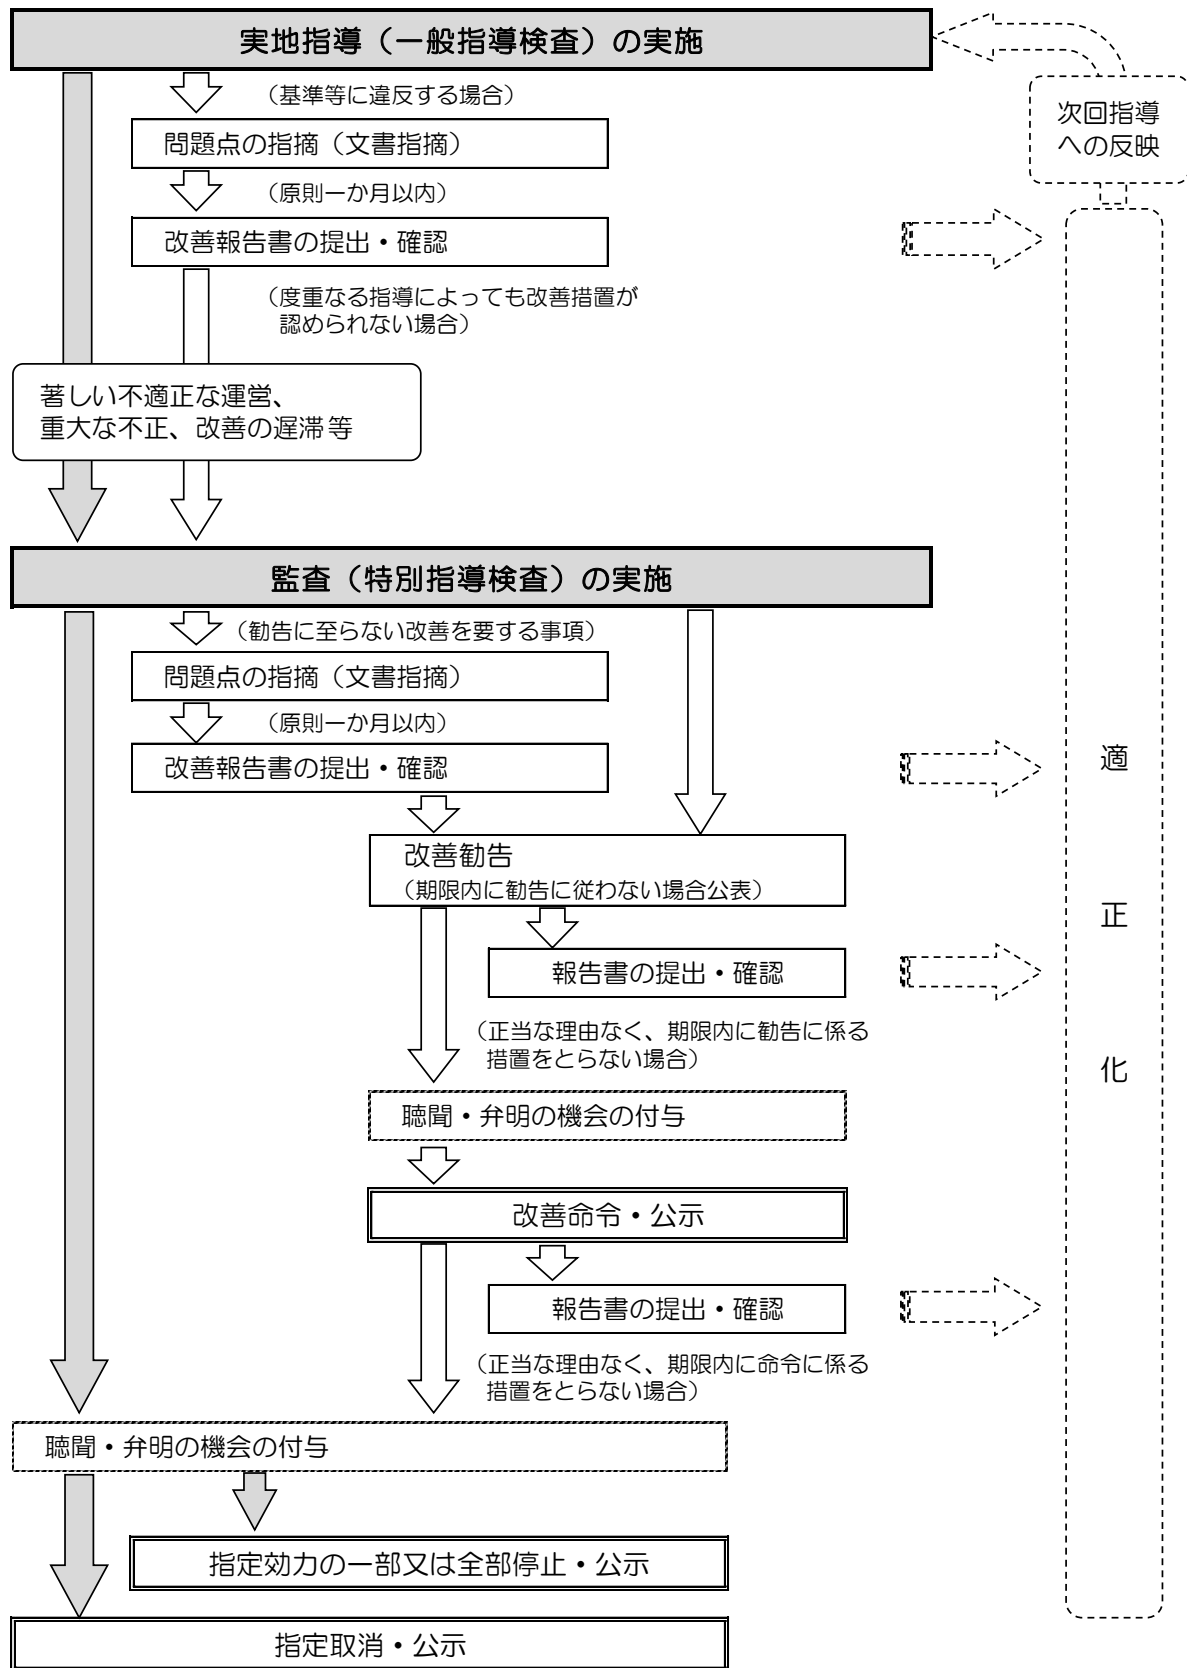 実地指導（一般指導検査）の実施
（基準等に違反する場合）
次回指導
への反映
問題点の指摘（文書指摘）
（原則一か月以内）
改善報告書の提出・確認
（度重なる指導によっても改善措置が
認められない場合）
著しい不適正な運営、
重大な不正、改善の遅滞等
監査（特別指導検査）の実施
（勧告に至らない改善を要する事項）
問題点の指摘（文書指摘）
（原則一か月以内）
改善報告書の提出・確認
適
正
化
改善勧告
（期限内に勧告に従わない場合公表）
報告書の提出・確認
（正当な理由なく、期限内に勧告に係る
措置をとらない場合）
聴聞・弁明の機会の付与
改善命令・公示
報告書の提出・確認
（正当な理由なく、期限内に命令に係る
措置をとらない場合）
聴聞・弁明の機会の付与
指定効力の一部又は全部停止・公示
指定取消・公示